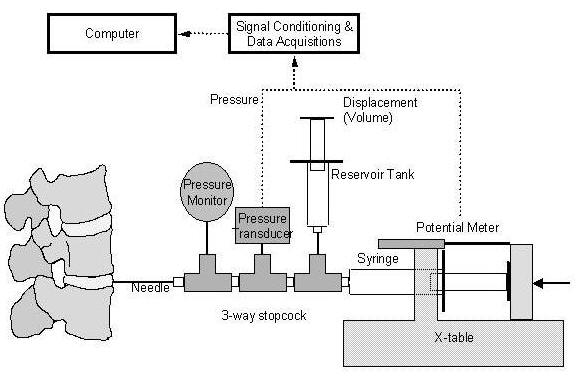 Computer
Signal Conditioning &
Data Acquisitions
Pressure
Displacement
(Volume)
Reservoir Tank
Pressure
Monitor
Pressure
Transducer
Potential Meter
Syringe
Needle
3-way stopcock
X-table